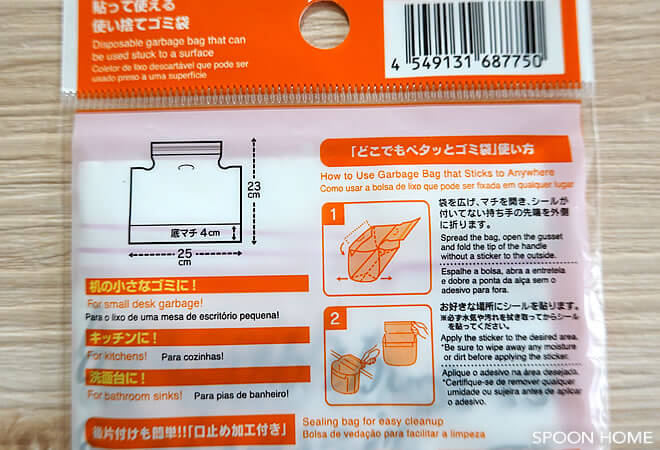 貼って使える
使い捨てゴミ袋
Disposable garbage bag that can
be used stuck to a surface
Coletor de lixo descartável que pode ser
usado preso a uma superfície
4 549131 687750
23
cm
底マチ 4cm
25
cm
机の小さなゴミに！
For small desk garbage!
Para o lixo de uma mesa de escritório pequena!
キッチンに！
For kitchens! Para cozinhas!
洗面台に！
For bathroom sinks! Para pias de banheiro!
後片付けも簡単!!「口止め加工付き」
Sealing bag for easy cleanup
Bolsa de vedação para facilitar a limpeza
「どこでもペタッとゴミ袋」使い方
How to Use Garbage Bag that Sticks to Anywhere
Como usar a bolsa de lixo que pode ser fixada em qualquer lugar
1
袋を広げ、マチを開き、シールが
付いてない持ち手の先端を外側
に折ります。
Spread the bag, open the gusset
and fold the tip of the handle
without a sticker to the outside.
Espalhe a bolsa, abra a entretela
e dobre a ponta da alça sem o
adesivo para fora.
2
お好きな場所にシールを貼ります。
※必ず水気や汚れを拭き取ってからシール
を貼ってください。
Apply the sticker to the desired area.
*Be sure to wipe away any moisture
or dirt before applying the sticker.
Aplique o adesivo na área desejada.
*Certifique-se de remover qualquer
umidade ou sujeira antes de aplicar
o adesivo.
SPOON HOME